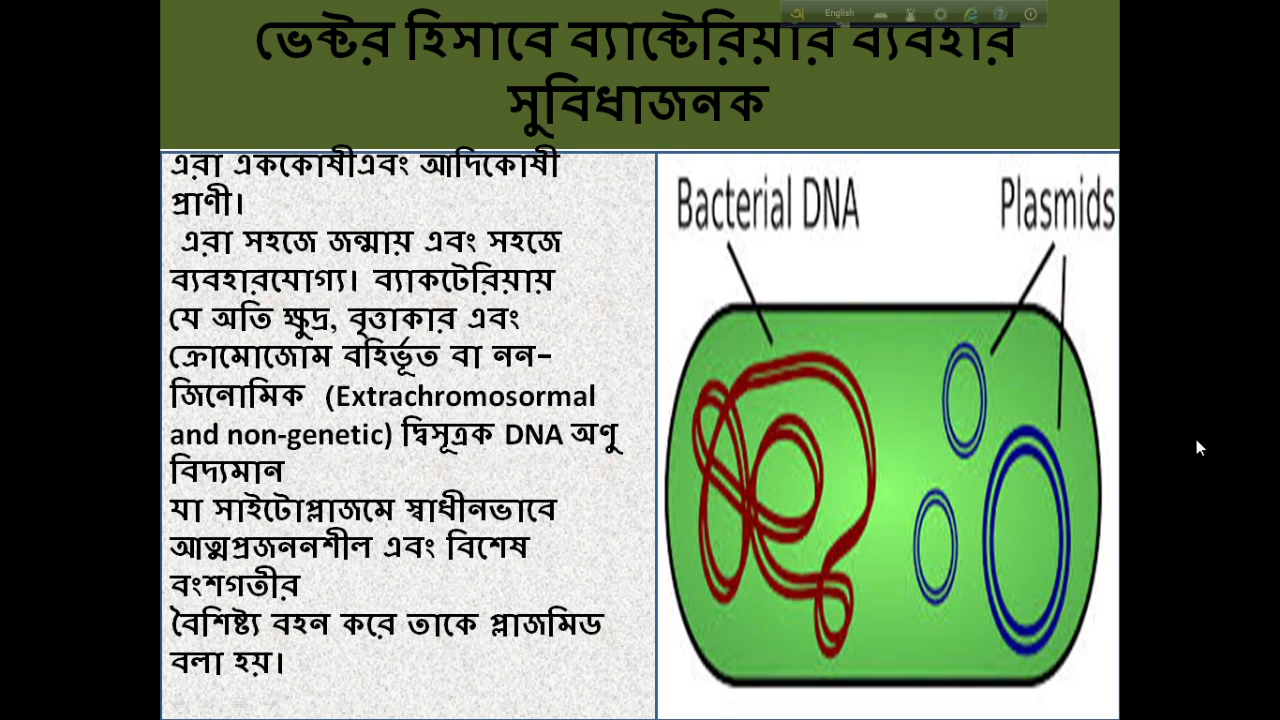 English
ভেক্টর হিসাবে ব্যাক্টেরিয়ার ব্যবহার
সুবিধাজনক
এরা এককোষীএবং আদিকোষী
প্রাণী।
এরা সহজে জন্মায় এবং সহজে
ব্যবহারযোগ্য। ব্যাকটেরিয়ায়
যে অতি ক্ষুদ্র, বৃত্তাকার এবং
ক্রোমোজোম বহির্ভূত বা নন–
জিনোমিক (Extrachromosormal
and non-genetic) দ্বিসূত্রক DNA অণু
বিদ্যমান
যা সাইটোপ্লাজমে স্বাধীনভাবে
আত্মপ্রজননশীল এবং বিশেষ
বংশগতীর
বৈশিষ্ট্য বহন করে তাকে প্লাজমিড
বলা হয়।
Bacterial DNA
Plasmids